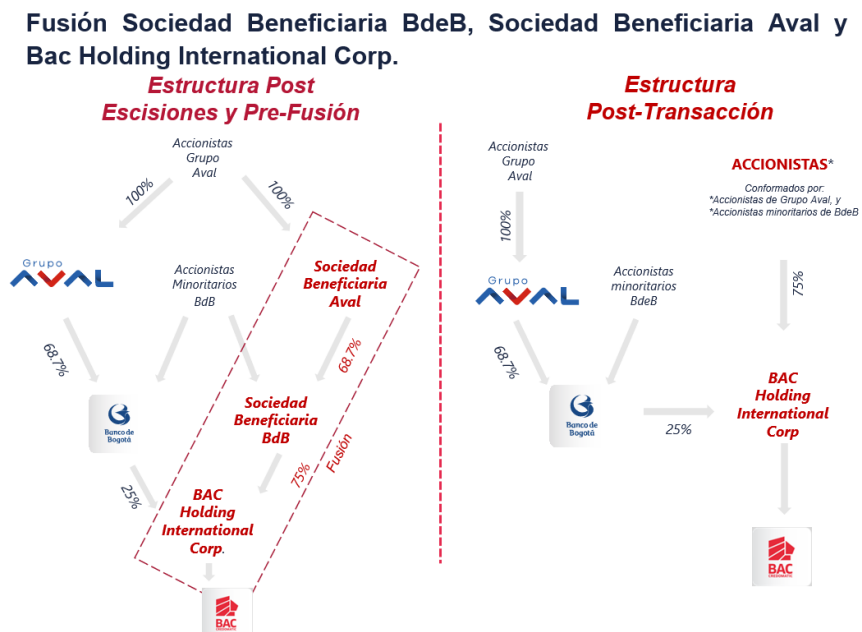 Fusión Sociedad Beneficiaria BdeB, Sociedad Beneficiaria Aval y
Bac Holding International Corp.
Estructura Post
Escisiones y Pre-Fusión
Accionistas
Grupo
Aval
100%
100%
Grupo
AVAL
Accionistas
Minoritarios
BdB
Sociedad
Beneficiaria
Aval
68.7%
68.7%
Banco de
Bogotá
Sociedad
Beneficiaria
BdB
Fusión
25%
75%
BAC
Holding
International
Corp.
BAC
Estructura
Post-Transacción
Accionistas
Grupo
Aval
100%
Grupo
AVAL
ACCIONISTAS*
Conformados por:
*Accionistas de Grupo Aval, y
*Accionistas minoritarios de BdeB
Accionistas
minoritarios
BdeB
75%
68.7%
Banco de
Bogotá
25%
BAC
Holding
International
Corp
BAC
CREDOMATIC